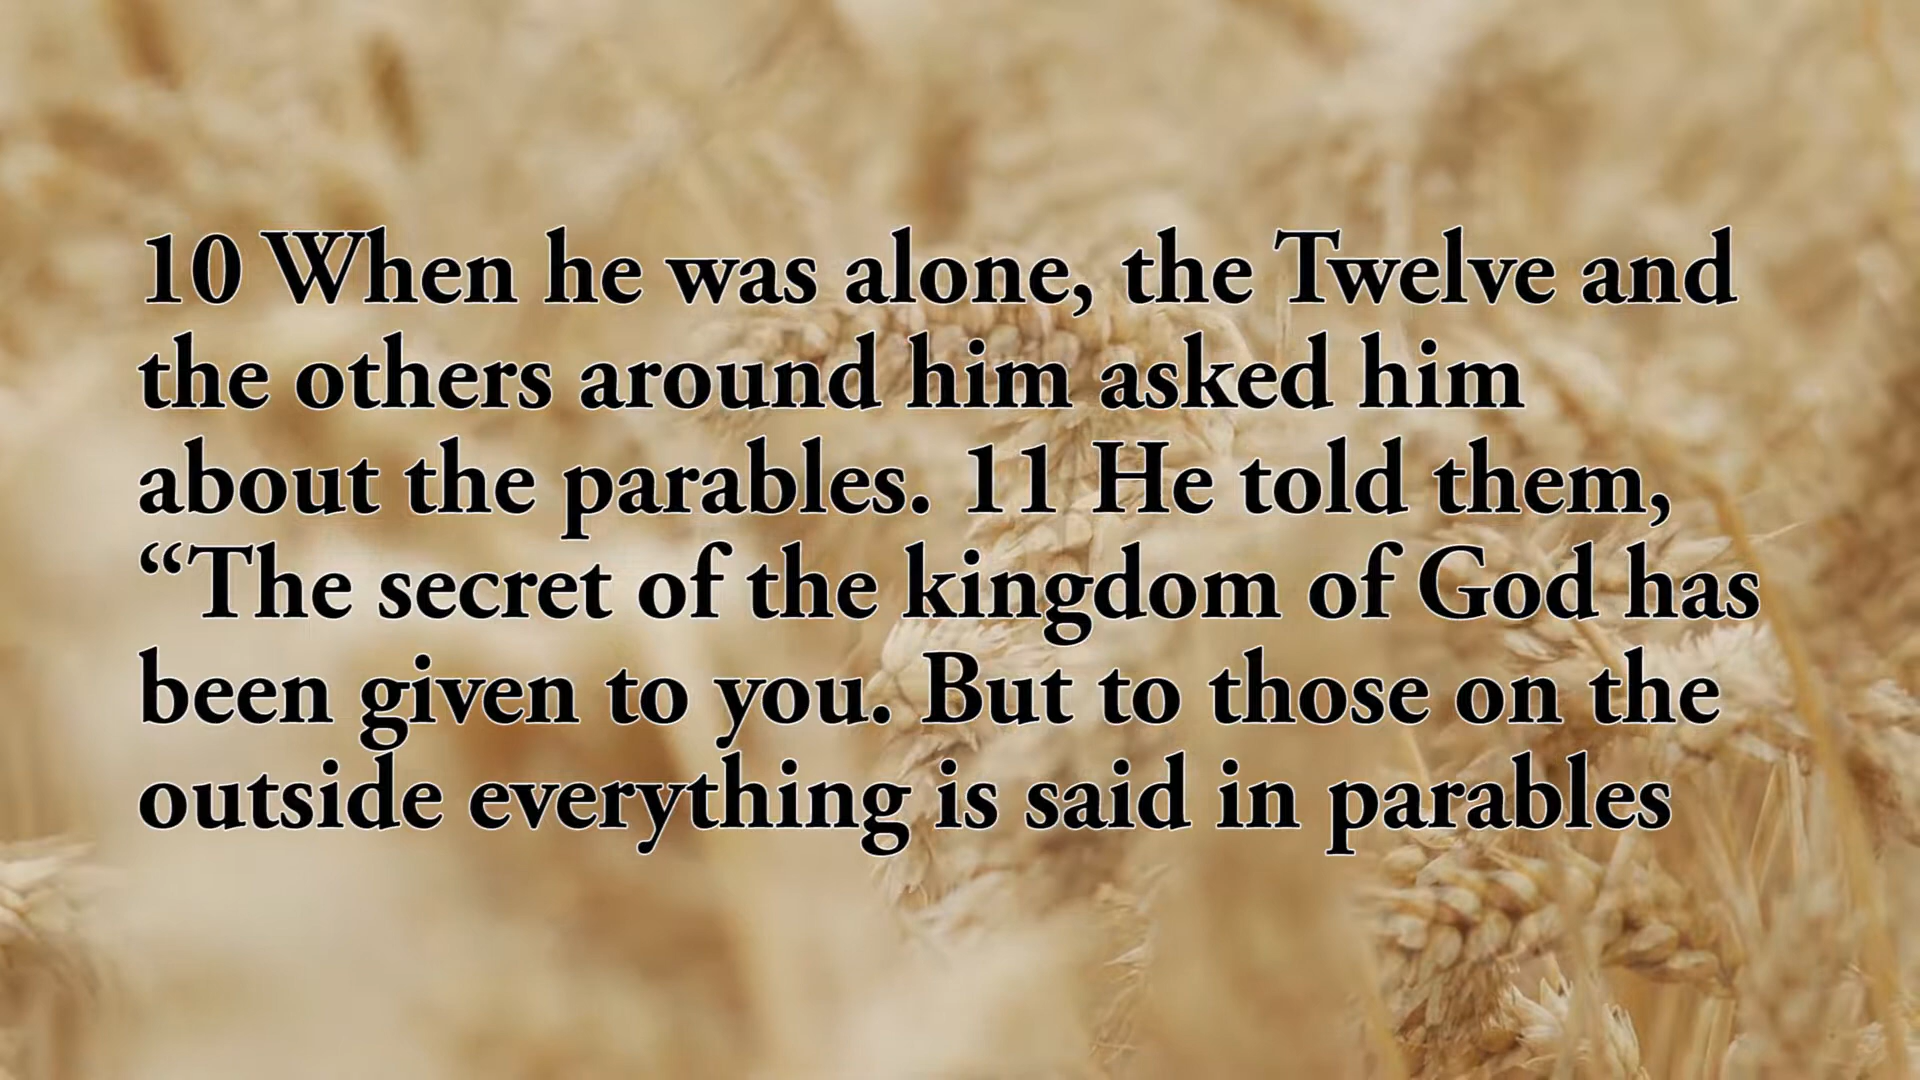 10 When he was alone, the Twelve and
the others around him asked him
about the parables. 11 He told them,
“The secret of the kingdom of God has
been given to you. But to those on the
outside everything is said in parables